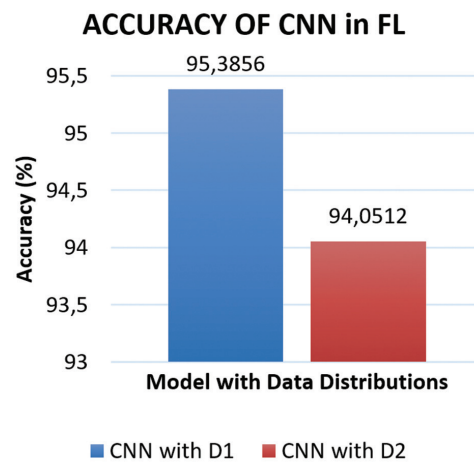 ACCURACY OF CNN in FL
95,3856
95,5
95
94,5
94,0512
94
93,5
93
Accuracy (%)
Model with Data Distributions
CNN with D1 CNN with D2